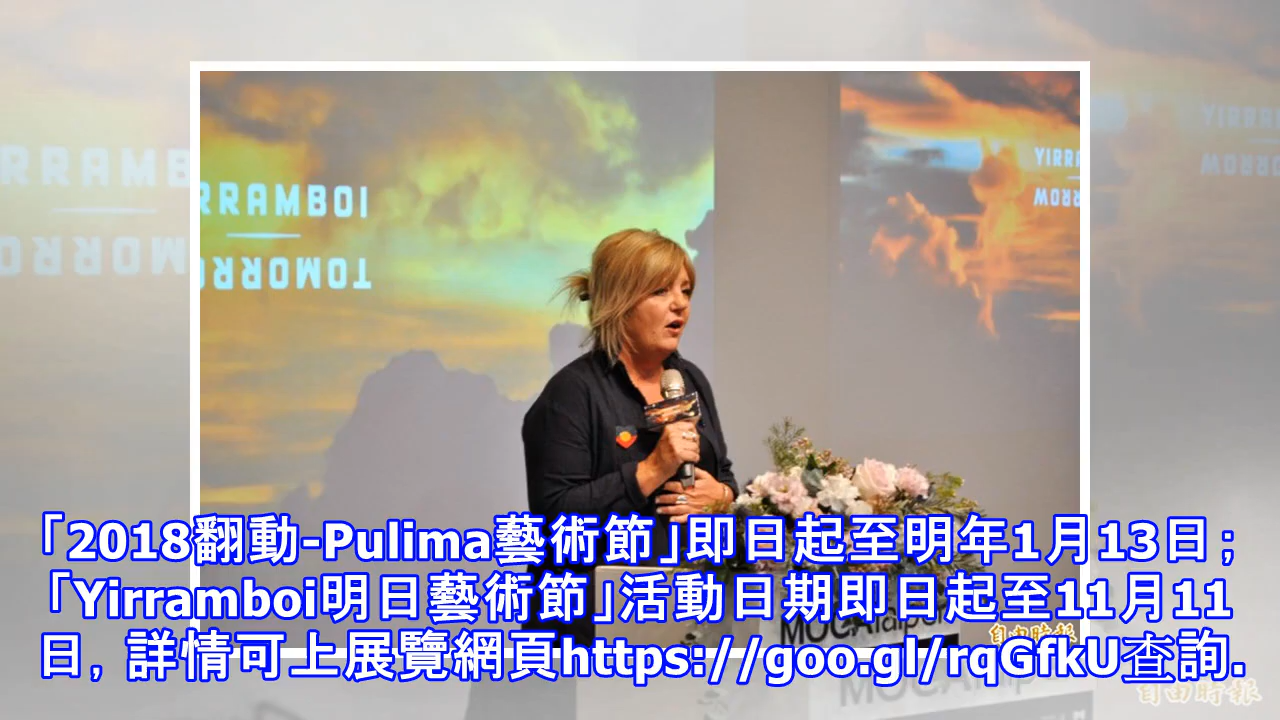 YIRRAMBOI
TOMORROW
YIRRA
ROW
「2018翻動-Pulima藝術節」即日起至明年1月13日;
「Yirramboi明日藝術節」活動日期即日起至11月11
日, 詳情可上展覽網頁https://goo.gl/rqGfkU查詢.
MOCATaipei
自由時報